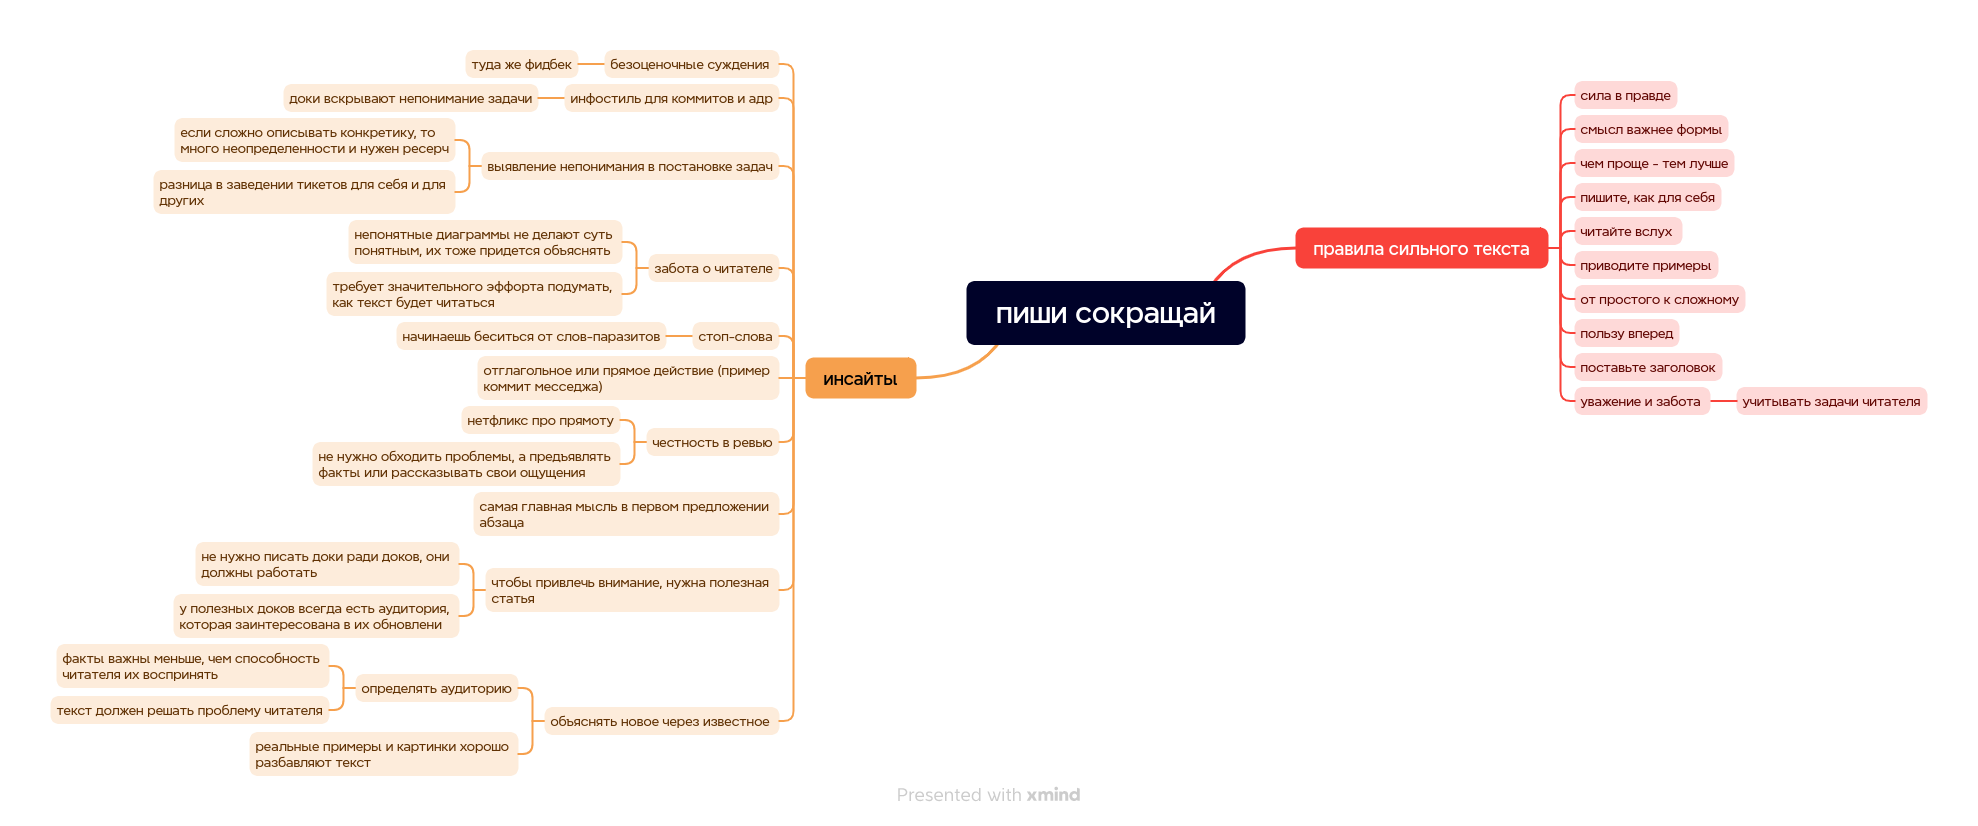 пиши сокращай
правила сильного текста
сила в правде
смысл важнее формы
чем проще - тем лучше
пишите, как для себя
читайте вслух
приводите примеры
от простого к сложному
пользу вперед
поставьте заголовок
уважение и забота
учитывать задачи читателя
инсайты
безоценочные суждения
туда же фидбек
инфостиль для коммитов и адр
доки вскрывают непонимание задачи
выявление непонимания в постановке задач
если сложно описывать конкретику, то
много неопределенности и нужен ресерч
разница в заведении тикетов для себя и для
других
забота о читателе
непонятные диаграммы не делают суть
понятным, их тоже придется объяснять
требует значительного эффорта подумать,
как текст будет читаться
стоп-слова
начинаешь беситься от слов-паразитов
отглагольное или прямое действие (пример
коммит месседжа)
честность в ревью
нетфликс про прямоту
не нужно обходить проблемы, а предъявлять
факты или рассказывать свои ощущения
самая главная мысль в первом предложении
абзаца
чтобы привлечь внимание, нужна полезная
статья
не нужно писать доки ради доков, они
должны работать
у полезных доков всегда есть аудитория,
которая заинтересована в их обновлени
объяснять новое через известное
определять аудиторию
факты важны меньше, чем способность
читателя их воспринять
текст должен решать проблему читателя
реальные примеры и картинки хорошо
разбавляют текст
Presented with xmind